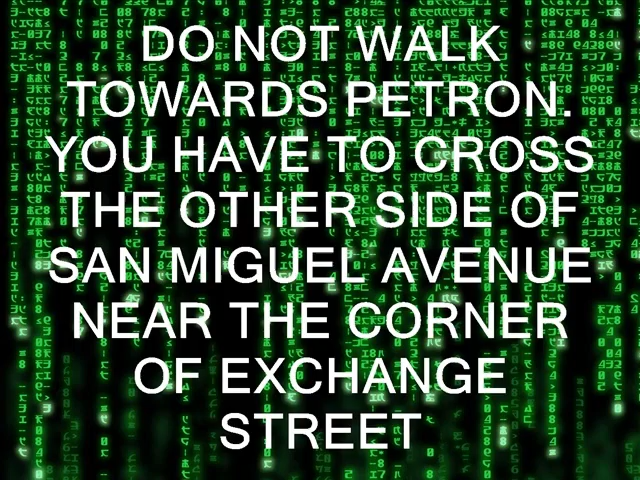 DO NOT WALK
TOWARDS PETRON.
YOU HAVE TO CROSS
THE OTHER SIDE OF
SAN MIGUEL AVENUE
NEAR THE CORNER
OF EXCHANGE
STREET